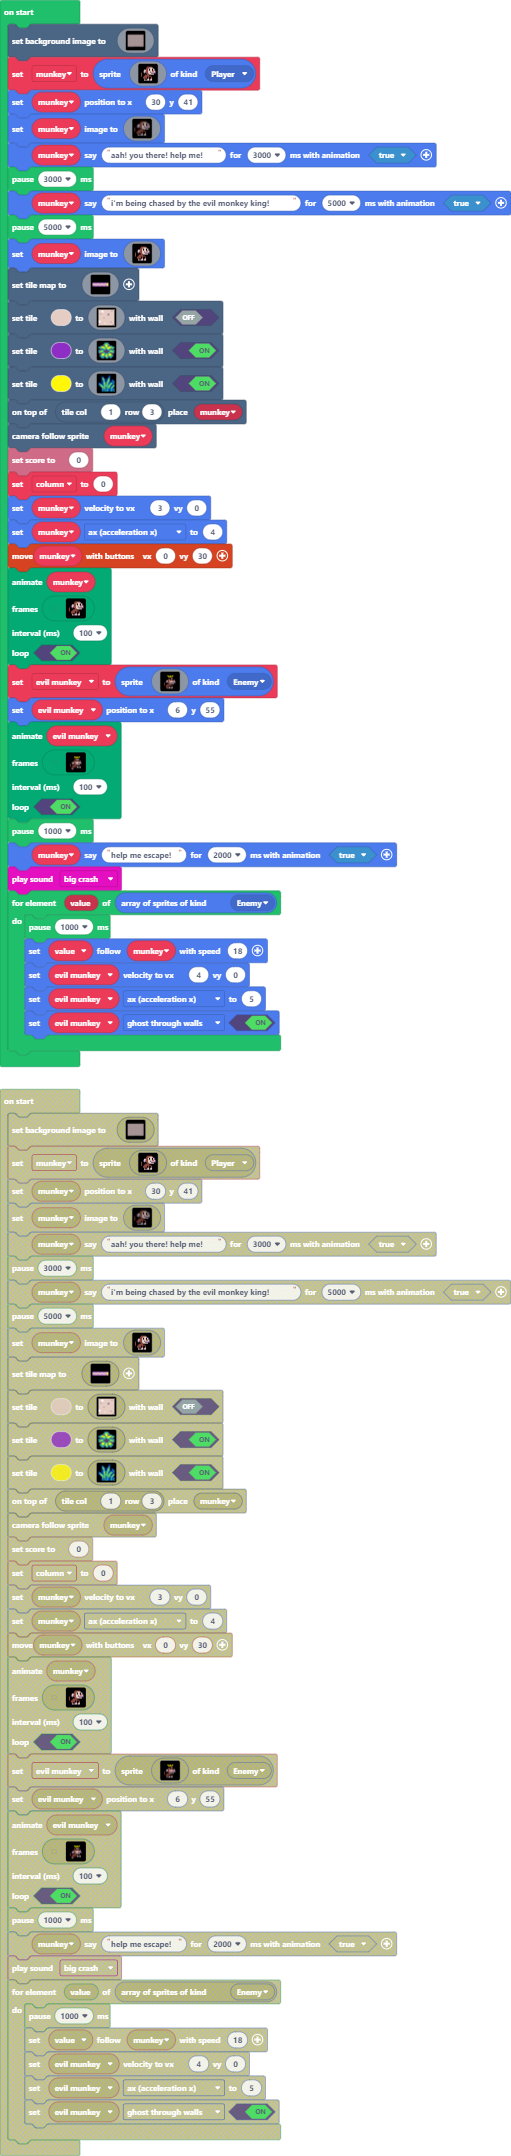 on start
set background image to
set munkey to sprite of kind Player
set munkey position to x 30 y 41
set munkey image to
munkey say "aah! you there! help me!" for 3000 ms with animation true
pause 3000 ms
munkey say "i'm being chased by the evil monkey king!" for 5000 ms with animation true
pause 5000 ms
set munkey image to
set tile map to
set tile to with wall OFF
set tile to with wall ON
set tile to with wall ON
on top of tile col 1 row 3 place munkey
camera follow sprite munkey
set score to 0
set column to 0
set munkey velocity to vx 3 vy 0
set munkey ax (acceleration x) to 4
move munkey with buttons vx 0 vy 30
animate munkey
frames
interval (ms) 100
loop ON
set evil munkey to sprite of kind Enemy
set evil munkey position to x 6 y 55
animate evil munkey
frames
interval (ms) 100
loop ON
pause 1000 ms
munkey say "help me escape!" for 2000 ms with animation true
play sound big crash
for element value of array of sprites of kind Enemy
do
pause 1000 ms
set value follow munkey with speed 18
set evil munkey velocity to vx 4 vy 0
set evil munkey ax (acceleration x) to 5
set evil munkey ghost through walls ON
on start
set background image to
set munkey to sprite of kind Player
set munkey position to x 30 y 41
set munkey image to
munkey say "aah! you there! help me!" for 3000 ms with animation true
pause 3000 ms
munkey say "i'm being chased by the evil monkey king!" for 5000 ms with animation true
pause 5000 ms
set munkey image to
set tile map to
set tile to with wall OFF
set tile to with wall ON
set tile to with wall ON
on top of tile col 1 row 3 place munkey
camera follow sprite munkey
set score to 0
set column to 0
set munkey velocity to vx 3 vy 0
set munkey ax (acceleration x) to 4
move munkey with buttons vx 0 vy 30
animate munkey
frames
interval (ms) 100
loop ON
set evil munkey to sprite of kind Enemy
set evil munkey position to x 6 y 55
animate evil munkey
frames
interval (ms) 100
loop ON
pause 1000 ms
munkey say "help me escape!" for 2000 ms with animation true
play sound big crash
for element value of array of sprites of kind Enemy
do
pause 1000 ms
set value follow munkey with speed 18
set evil munkey velocity to vx 4 vy 0
set evil munkey ax (acceleration x) to 5
set evil munkey ghost through walls ON